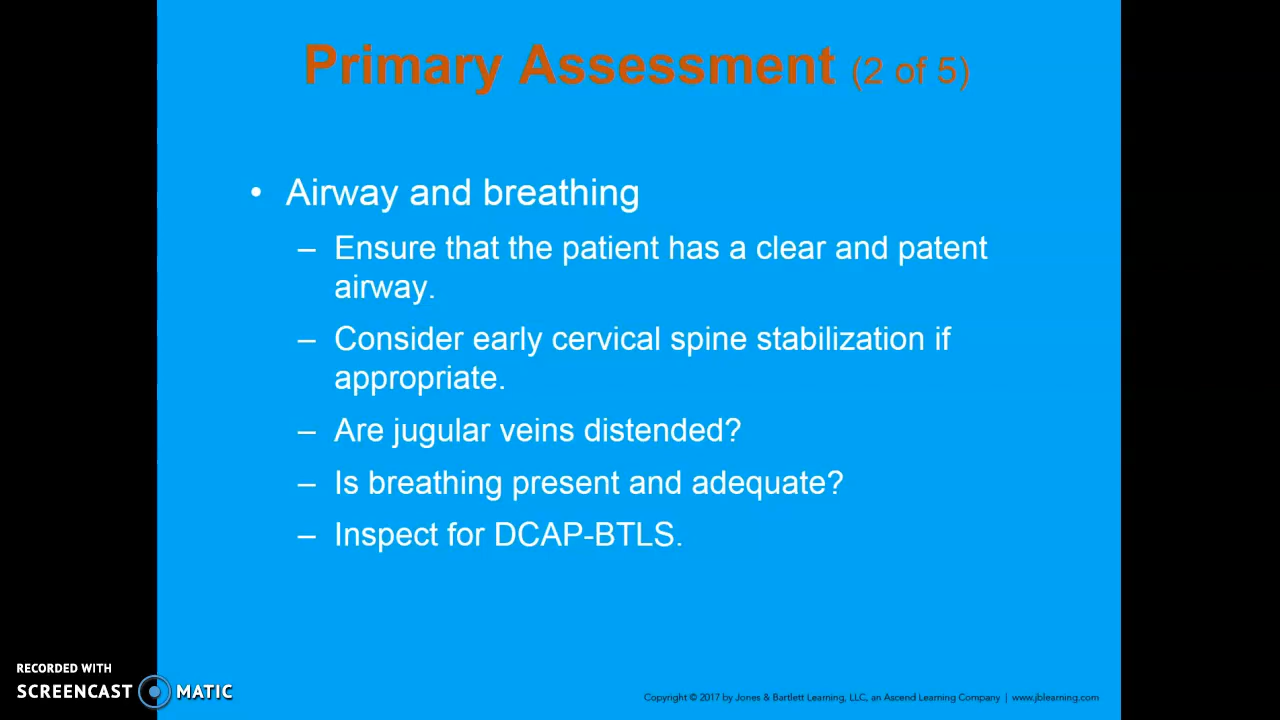 Primary Assessment (2 of 5)
• Airway and breathing
– Ensure that the patient has a clear and patent
airway.
– Consider early cervical spine stabilization if
appropriate.
– Are jugular veins distended?
– Is breathing present and adequate?
– Inspect for DCAP-BTLS.
RECORDED WITH
SCREENCAST MATIC
Copyright © 2017 by Jones & Bartlett Learning, LLC, an Ascend Learning Company | www.jblearning.com